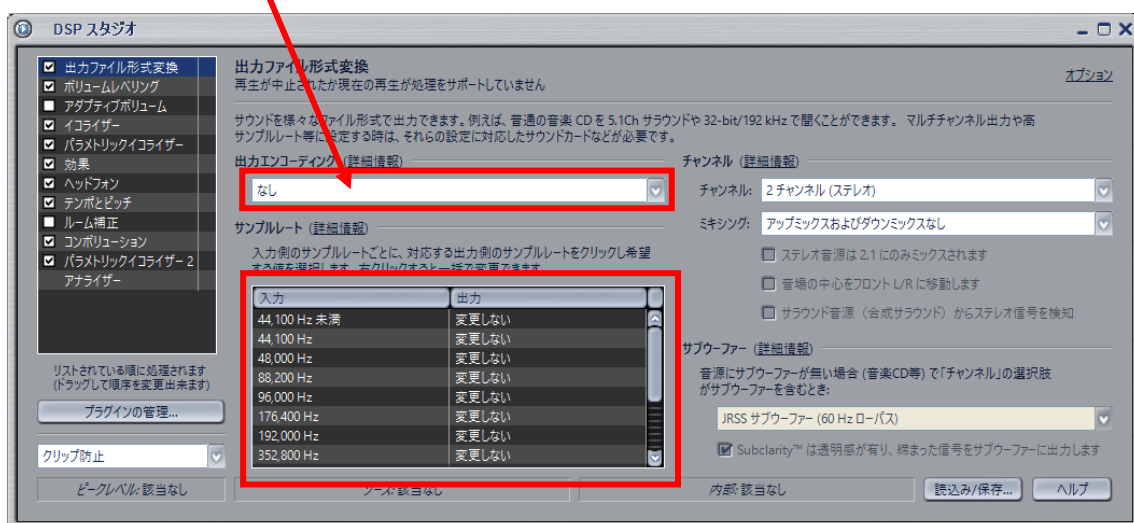 DSP スタジオ
出力ファイル形式変換
ボリュームレベリング
アダプティブボリューム
イコライザー
パラメトリックイコライザー
効果
ヘッドフォン
テンポとピッチ
ルーム補正
コンボリューション
パラメトリックイコライザー 2
アナライザー
リストされている順に処理されます
(ドラッグして順序を変更出来ます)
プラグインの管理...
クリップ防止
出力ファイル形式変換
再生が中止されたか現在の再生が処理をサポートしていません
オプション
サウンドを様々なファイル形式で出力できます。例えば、普通の音楽 CD を 5.1Ch サラウンドや 32-bit/192 kHz で聞くことができます。 マルチチャンネル出力や高
サンプルレート等に設定する時は、それらの設定に対応したサウンドカードなどが必要です。
出力エンコーディング (詳細情報)
なし
サンプルレート (詳細情報)
入力側のサンプルレートごとに、対応する出力側のサンプルレートをクリックし希望
する値を選択します。右クリックすると一括で変更できます
入力 出力
44,100 Hz 未満 変更しない
44,100 Hz 変更しない
48,000 Hz 変更しない
88,200 Hz 変更しない
96,000 Hz 変更しない
176,400 Hz 変更しない
192,000 Hz 変更しない
352,800 Hz 変更しない
チャンネル (詳細情報)
チャンネル: 2 チャンネル (ステレオ)
ミキシング: アップミックスおよびダウンミックスなし
ステレオ音源は 2.1 にのみミックスされます
音場の中心をフロント L/R に移動します
サラウンド音源 (合成サラウンド) からステレオ信号を検知
サブウーファー (詳細情報)
音源にサブウーファーが無い場合 (音楽CD等) で「チャンネル」の選択肢
がサブウーファーを含むとき:
JRSS サブウーファー (60 Hz ローパス)
Subclarity™ は透明感が有り、締まった信号をサブウーファーに出力します
ピークレベル: 該当なし
ソース: 該当なし
内部: 該当なし
読込み/保存...
ヘルプ